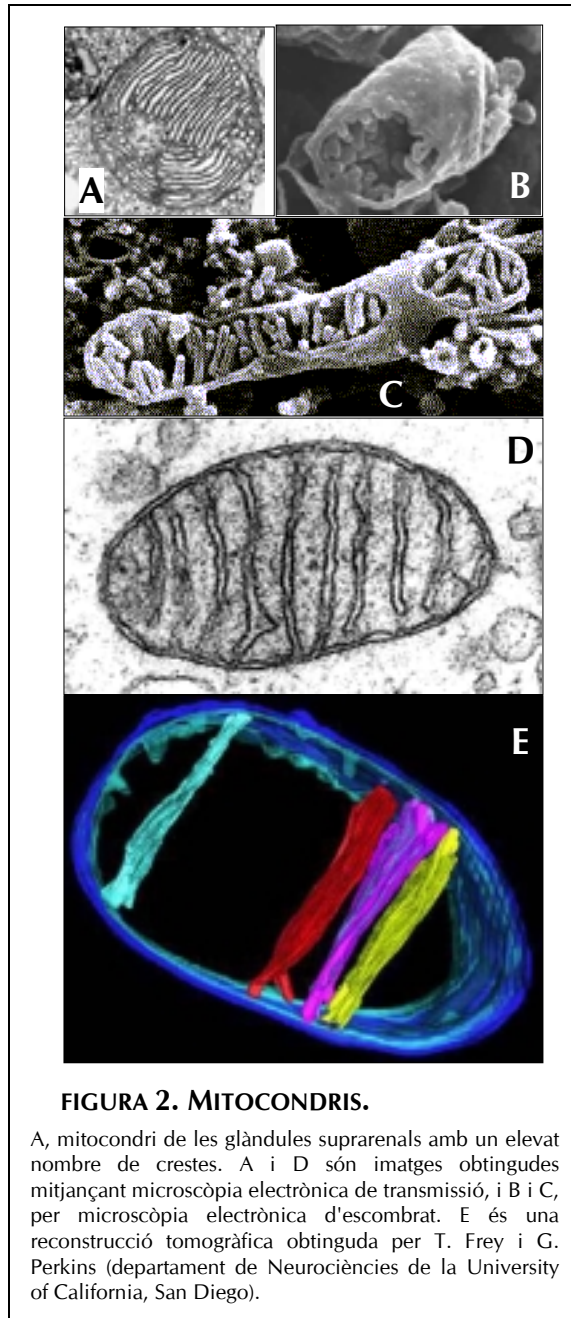 A
B
C
D
E
FIGURA 2. MITOCONDRIS.
A, mitocondri de les glàndules suprarenals amb un elevat
nombre de crestes. A i D són imatges obtingudes
mitjançant microscòpia electrònica de transmissió, i B i C,
per microscòpia electrònica d'escombrat. E és una
reconstrucció tomogràfica obtinguda per T. Frey i G.
Perkins (departament de Neurociències de la University
of California, San Diego).